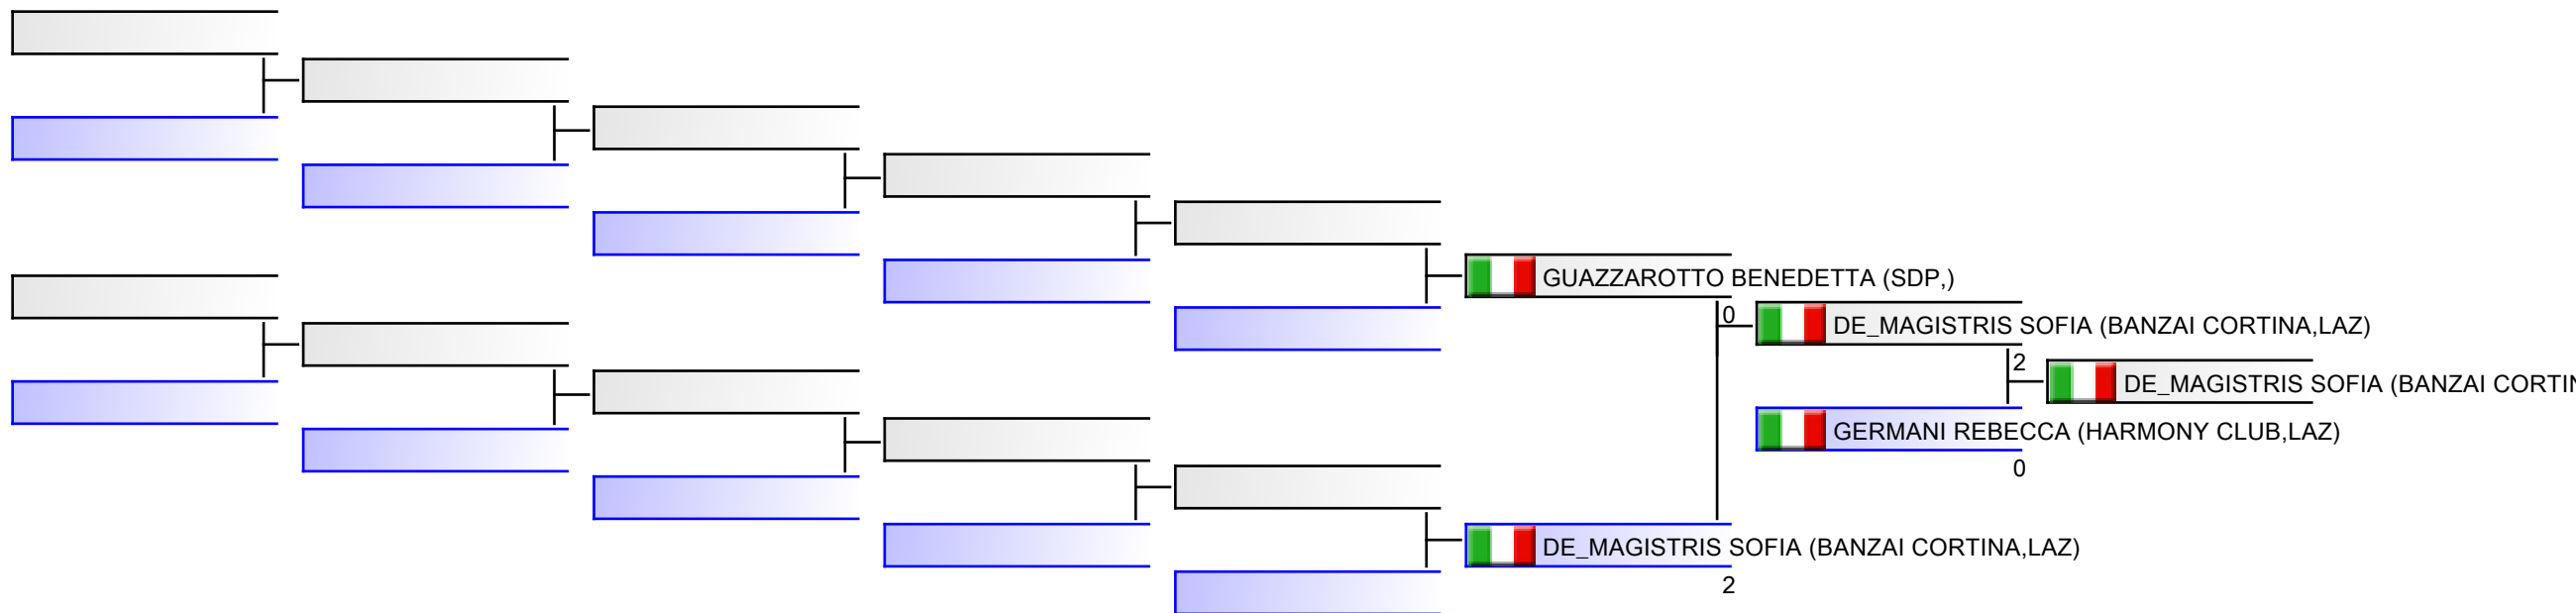 GUAZZAROTTO BENEDETTA (SDP,)
0
DE_MAGISTRIS SOFIA (BANZAI CORTINA,LAZ)
2
DE_MAGISTRIS SOFIA (BANZAI CORTIN
GERMANI REBECCA (HARMONY CLUB,LAZ)
0
DE_MAGISTRIS SOFIA (BANZAI CORTINA,LAZ)
2